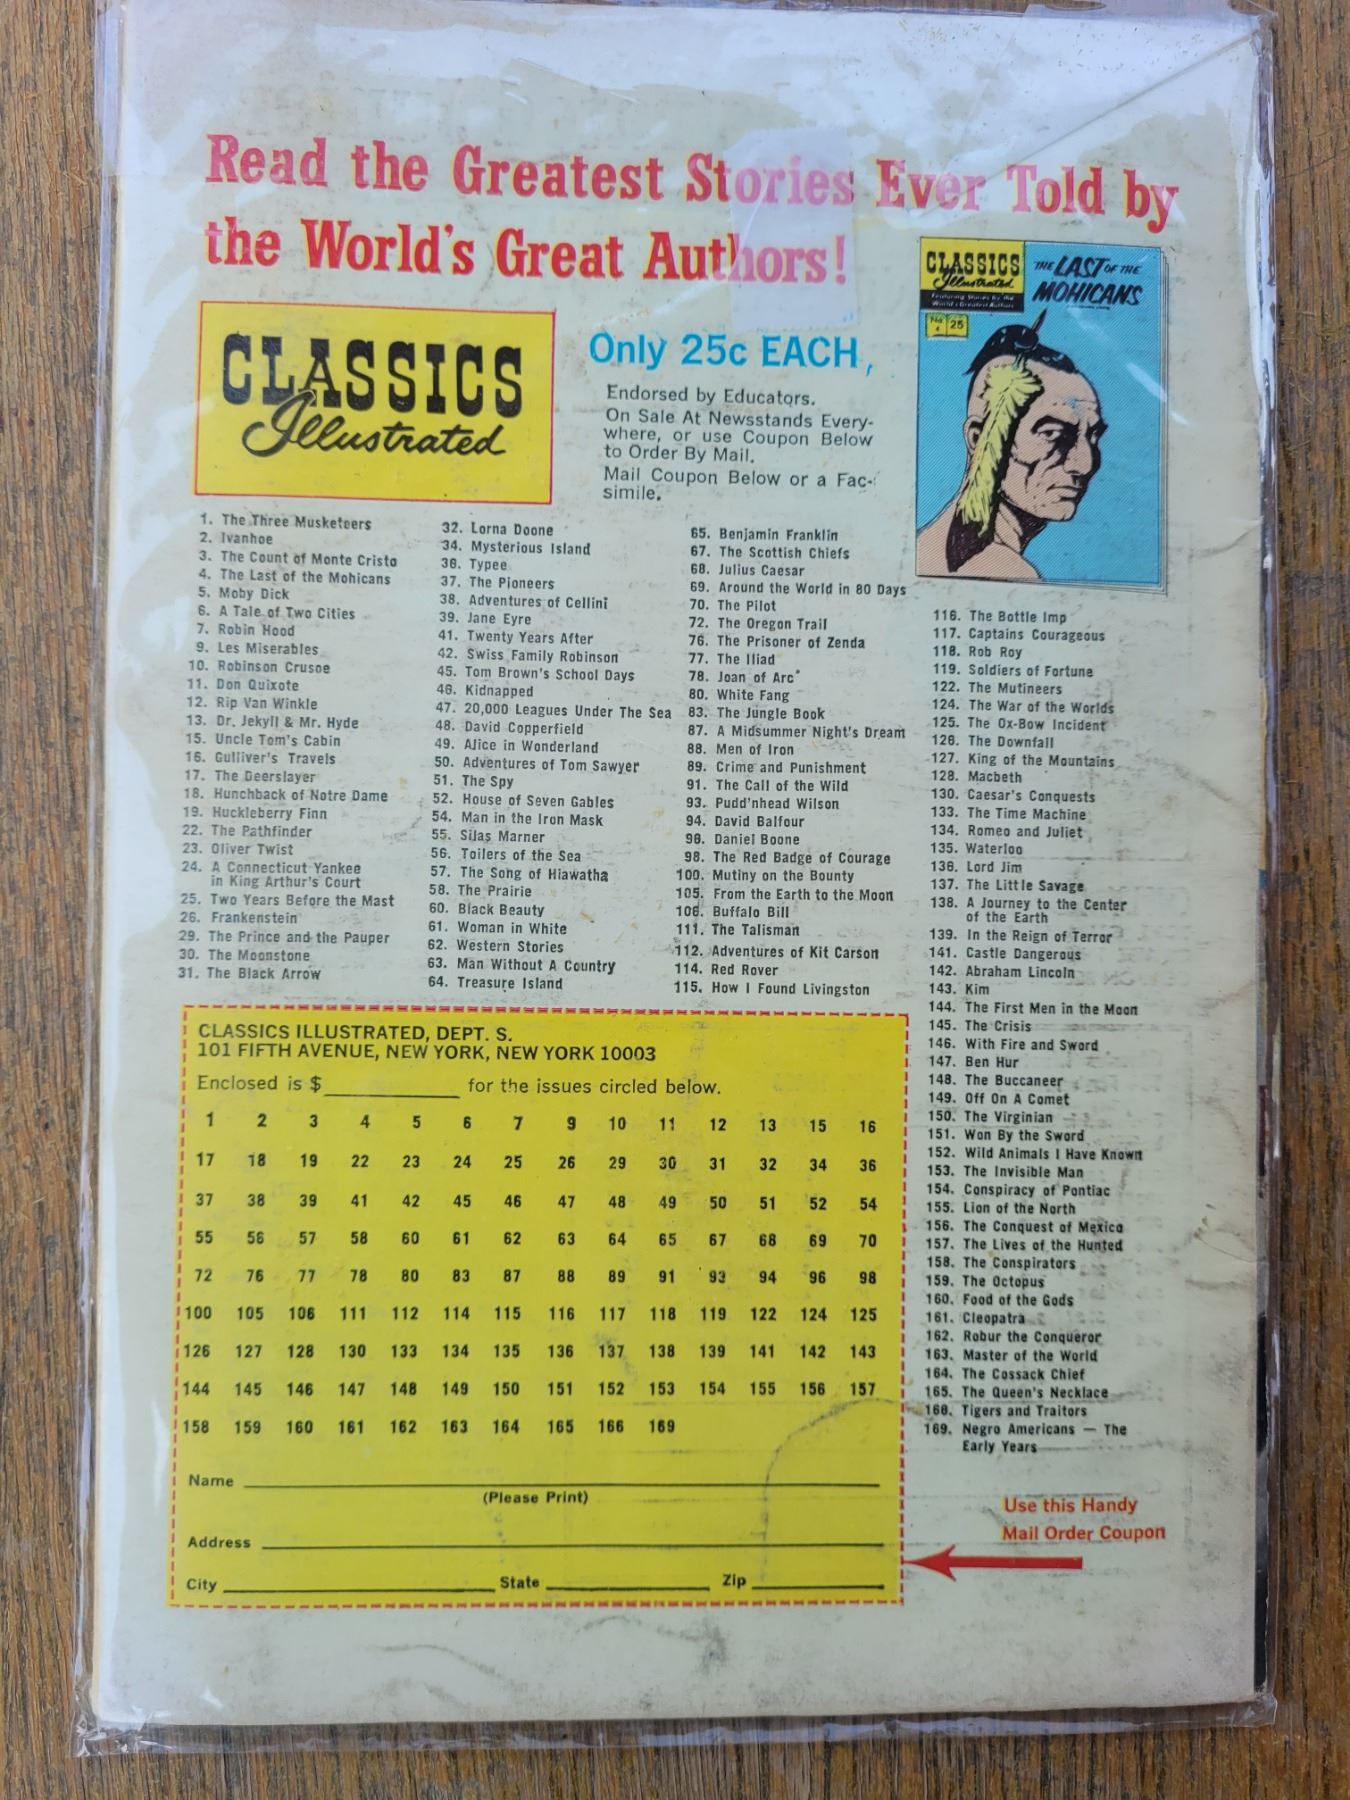 Read the Greatest Stories Ever Told by
the World's Great Authors!
CLASSICS
Illustrated
Only 25c EACH,
Endorsed by Educators.
On Sale At Newsstands Every-
where, or use Coupon Below
to Order By Mail.
Mail Coupon Below or a Fac-
simile.
CLASSICS
Illustrated
Featuring Stories by the
World's Greatest Authors
No. 4
25
THE LAST OF THE
MOHICANS
1. The Three Musketeers
2. Ivanhoe
3. The Count of Monte Cristo
4. The Last of the Mohicans
5. Moby Dick
6. A Tale of Two Cities
7. Robin Hood
9. Les Miserables
10. Robinson Crusoe
11. Don Quixote
12. Rip Van Winkle
13. Dr. Jekyll & Mr. Hyde
15. Uncle Tom's Cabin
16. Gulliver's Travels
17. The Deerslayer
18. Hunchback of Notre Dame
19. Huckleberry Finn
22. The Pathfinder
23. Oliver Twist
24. A Connecticut Yankee
in King Arthur's Court
25. Two Years Before the Mast
26. Frankenstein
29. The Prince and the Pauper
30. The Moonstone
31. The Black Arrow
32. Lorna Doone
34. Mysterious Island
36. Typee
37. The Pioneers
38. Adventures of Cellini
39. Jane Eyre
41. Twenty Years After
42. Swiss Family Robinson
45. Tom Brown's School Days
46. Kidnapped
47. 20,000 Leagues Under The Sea
48. David Copperfield
49. Alice in Wonderland
50. Adventures of Tom Sawyer
51. The Spy
52. House of Seven Gables
54. Man in the Iron Mask
55. Silas Marner
56. Toilers of the Sea
57. The Song of Hiawatha
58. The Prairie
60. Black Beauty
61. Woman in White
62. Western Stories
63. Man Without A Country
64. Treasure Island
65. Benjamin Franklin
67. The Scottish Chiefs
68. Julius Caesar
69. Around the World in 80 Days
70. The Pilot
72. The Oregon Trail
76. The Prisoner of Zenda
77. The Iliad
78. Joan of Arc
80. White Fang
83. The Jungle Book
87. A Midsummer Night's Dream
88. Men of Iron
89. Crime and Punishment
91. The Call of the Wild
93. Pudd'nhead Wilson
94. David Balfour
96. Daniel Boone
98. The Red Badge of Courage
100. Mutiny on the Bounty
105. From the Earth to the Moon
106. Buffalo Bill
111. The Talisman
112. Adventures of Kit Carson
114. Red Rover
115. How I Found Livingston
116. The Bottle Imp
117. Captains Courageous
118. Rob Roy
119. Soldiers of Fortune
122. The Mutineers
124. The War of the Worlds
125. The Ox-Bow Incident
126. The Downfall
127. King of the Mountains
128. Macbeth
130. Caesar's Conquests
133. The Time Machine
134. Romeo and Juliet
135. Waterloo
136. Lord Jim
137. The Little Savage
138. A Journey to the Center
of the Earth
139. In the Reign of Terror
141. Castle Dangerous
142. Abraham Lincoln
143. Kim
144. The First Men in the Moon
145. The Crisis
146. With Fire and Sword
147. Ben Hur
148. The Buccaneer
149. Off On A Comet
150. The Virginian
151. Won By the Sword
152. Wild Animals I Have Known
153. The Invisible Man
154. Conspiracy of Pontiac
155. Lion of the North
156. The Conquest of Mexico
157. The Lives of the Hunted
158. The Conspirators
159. The Octopus
160. Food of the Gods
161. Cleopatra
162. Robur the Conqueror
163. Master of the World
164. The Cossack Chief
165. The Queen's Necklace
166. Tigers and Traitors
169. Negro Americans — The
Early Years
CLASSICS ILLUSTRATED, DEPT. S.
101 FIFTH AVENUE, NEW YORK, NEW YORK 10003
Enclosed is $ for the issues circled below.
1 2 3 4 5 6 7 9 10 11 12 13 15 16
17 18 19 22 23 24 25 26 29 30 31 32 34 36
37 38 39 41 42 45 46 47 48 49 50 51 52 54
55 56 57 58 60 61 62 63 64 65 67 68 69 70
72 76 77 78 80 83 87 88 89 91 93 94 96 98
100 105 106 111 112 114 115 116 117 118 119 122 124 125
126 127 128 130 133 134 135 136 137 138 139 141 142 143
144 145 146 147 148 149 150 151 152 153 154 155 156 157
158 159 160 161 162 163 164 165 166 169
Name
(Please Print)
Address
City State Zip
Use this Handy
Mail Order Coupon